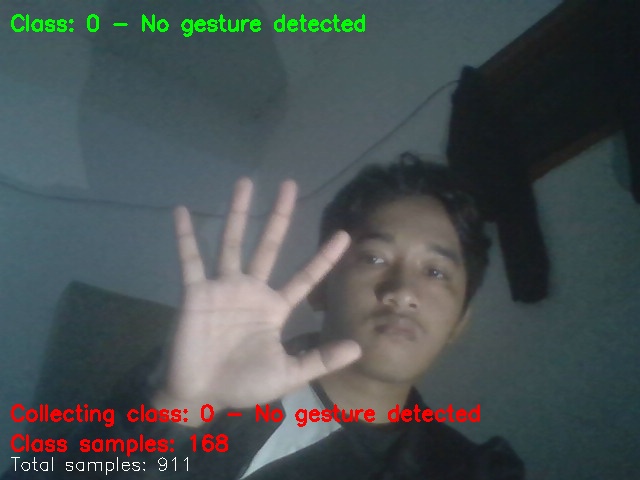 Class: 0 - No gesture detected
Collecting class: 0 - No gesture detected
Class samples: 168
Total samples: 911